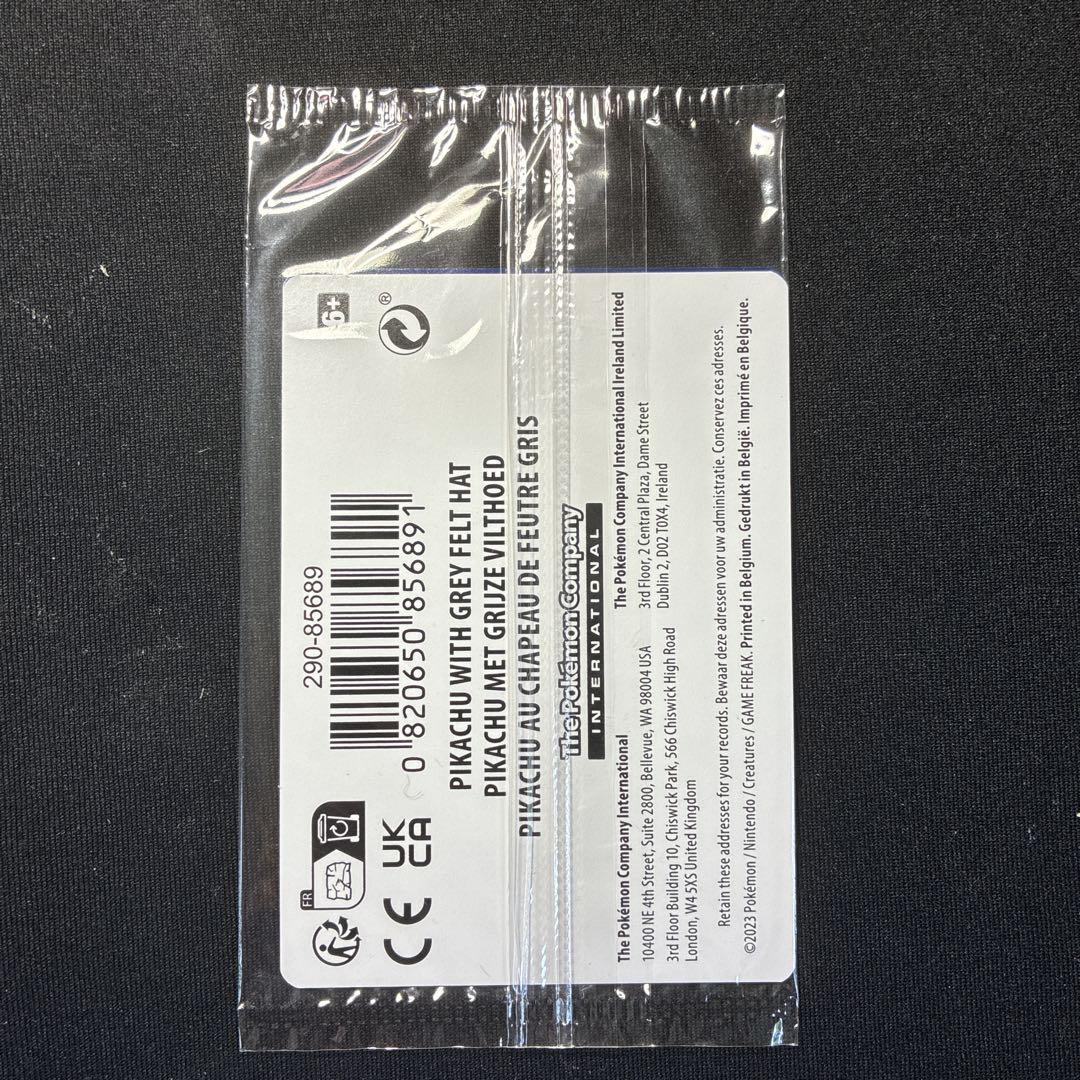 290-85689
0 820650 856891
6+
®
FR
CE
UK
CA
PIKACHU WITH GREY FELT HAT
PIKACHU MET GRIJZE VILTHOED
PIKACHU AU CHAPEAU DE FEUTRE GRIS
The Pokémon Company
INTERNATIONAL
The Pokémon Company International
10400 NE 4th Street, Suite 2800, Bellevue, WA 98004 USA
3rd Floor Building 10, Chiswick Park, 566 Chiswick High Road
London, W4 5XS United Kingdom
The Pokémon Company International Ireland Limited
3rd Floor, 2 Central Plaza, Dame Street
Dublin 2, D02 T0X4, Ireland
Retain these addresses for your records. Bewaar deze adressen voor uw administratie. Conservez ces adresses.
©2023 Pokémon / Nintendo / Creatures / GAME FREAK. Printed in Belgium. Gedrukt in België. Imprimé en Belgique.